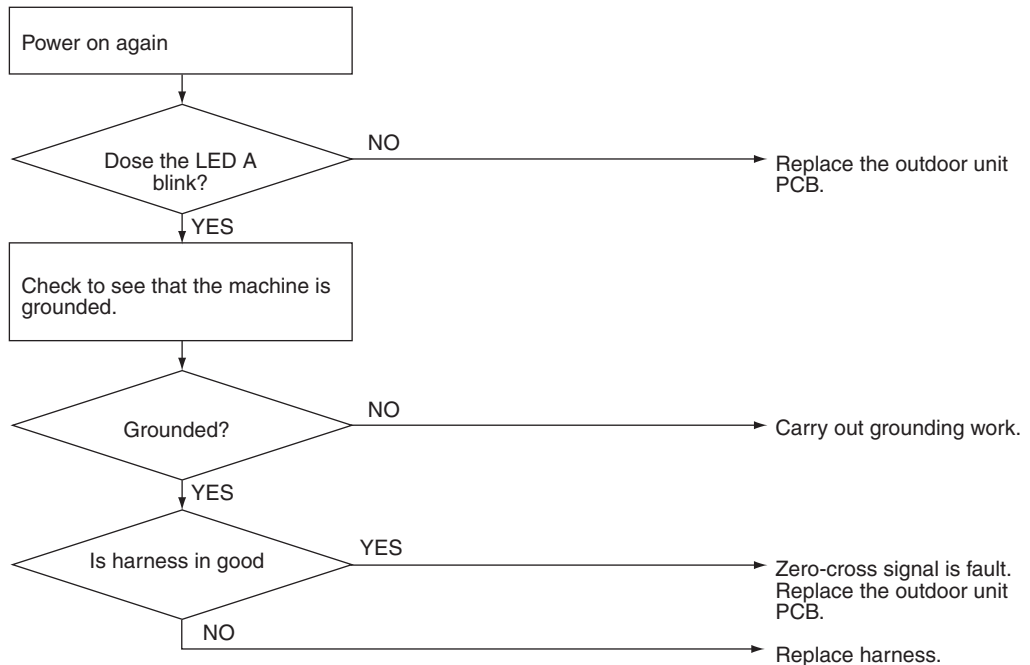 Power on again
Dose the LED A
blink?
NO
Replace the outdoor unit
PCB.
YES
Check to see that the machine is
grounded.
Grounded?
NO
Carry out grounding work.
YES
Is harness in good
YES
Zero-cross signal is fault.
Replace the outdoor unit
PCB.
NO
Replace harness.